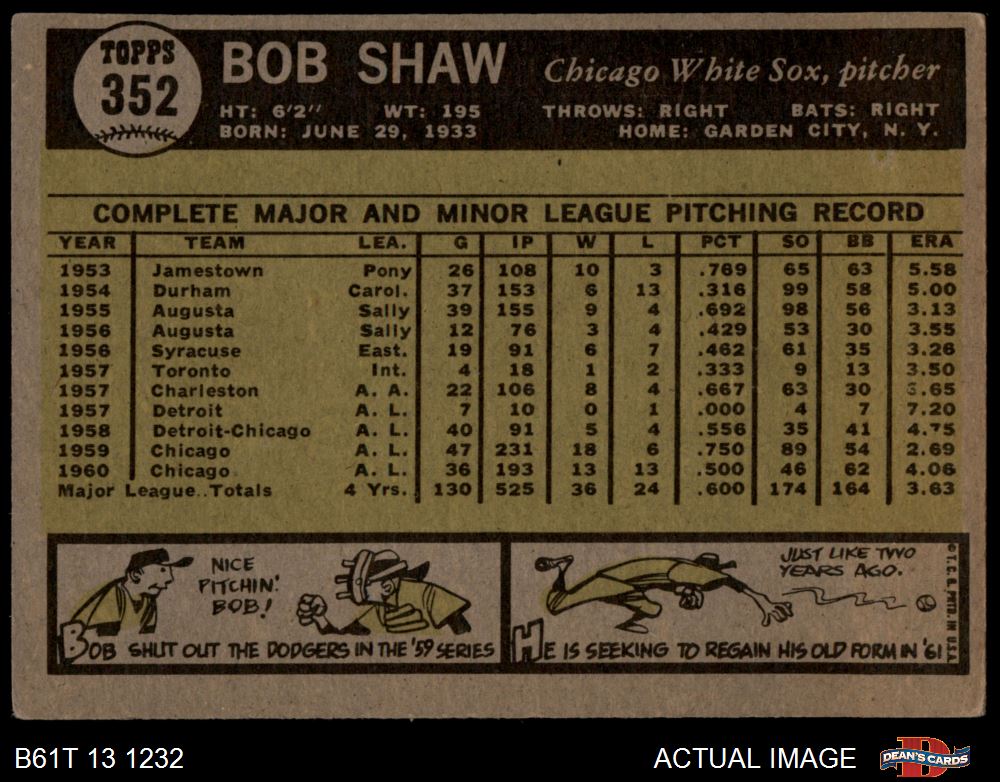 TOPPS
352
BOB SHAW Chicago White Sox, pitcher
HT: 6'2" WT: 195 THROWS: RIGHT BATS: RIGHT
BORN: JUNE 29, 1933 HOME: GARDEN CITY, N. Y.
COMPLETE MAJOR AND MINOR LEAGUE PITCHING RECORD
YEAR TEAM LEA. G IP W L PCT SO BB ERA
1953 Jamestown Pony 26 108 10 3 .769 65 63 5.58
1954 Durham Carol. 37 153 6 13 .316 99 58 5.00
1955 Augusta Sally 39 155 9 4 .692 98 56 3.13
1956 Augusta Sally 12 76 3 4 .429 53 30 3.55
1956 Syracuse East. 19 91 6 7 .462 61 35 3.26
1957 Toronto Int. 4 18 1 2 .333 9 13 3.50
1957 Charleston A. A. 22 106 8 4 .667 63 30 3.65
1957 Detroit A. L. 7 10 0 1 .000 4 7 7.20
1958 Detroit-Chicago A. L. 40 91 5 4 .556 35 41 4.75
1959 Chicago A. L. 47 231 18 6 .750 89 54 2.69
1960 Chicago A. L. 36 193 13 13 .500 46 62 4.06
Major League..Totals 4 Yrs. 130 525 36 24 .600 174 164 3.63
NICE
PITCHIN'
BOB!
BOB SHUT OUT THE DODGERS IN THE '59 SERIES
JUST LIKE TWO
YEARS AGO.
HE IS SEEKING TO REGAIN HIS OLD FORM IN '61
© T. C. G. PRTD. IN U.S.A.
B61T 13 1232 ACTUAL IMAGE DEAN'S CARDS